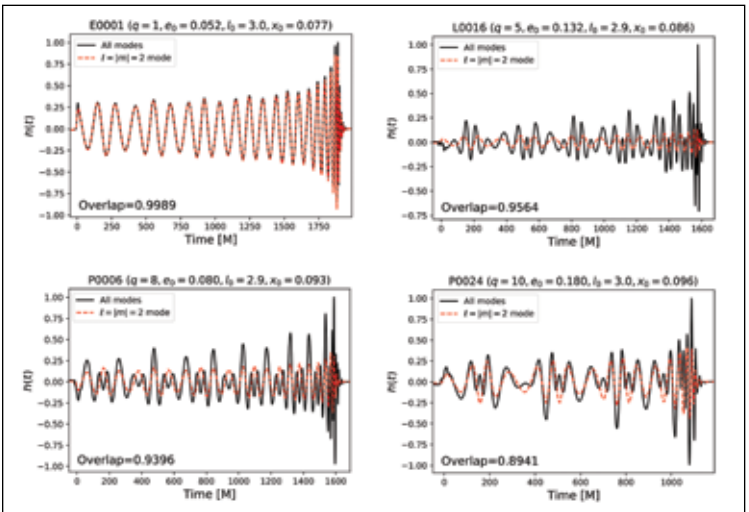 E0001 (q = 1, e₀ = 0.052, l₀ = 3.0, x₀ = 0.077)
All modes
ℓ = |m| = 2 mode
1.00
0.75
0.50
0.25
0.00
−0.25
−0.50
−0.75
−1.00
h(t)
Overlap=0.9989
0 250 500 750 1000 1250 1500 1750
Time [M]
L0016 (q = 5, e₀ = 0.132, l₀ = 2.9, x₀ = 0.086)
All modes
ℓ = |m| = 2 mode
1.00
0.75
0.50
0.25
0.00
−0.25
−0.50
−0.75
h(t)
Overlap=0.9564
0 200 400 600 800 1000 1200 1400 1600
Time [M]
P0006 (q = 8, e₀ = 0.080, l₀ = 2.9, x₀ = 0.093)
All modes
ℓ = |m| = 2 mode
1.00
0.75
0.50
0.25
0.00
−0.25
−0.50
−0.75
−1.00
h(t)
Overlap=0.9396
0 200 400 600 800 1000 1200 1400 1600
Time [M]
P0024 (q = 10, e₀ = 0.180, l₀ = 3.0, x₀ = 0.096)
All modes
ℓ = |m| = 2 mode
1.00
0.75
0.50
0.25
0.00
−0.25
−0.50
−0.75
−1.00
h(t)
Overlap=0.8941
0 200 400 600 800 1000
Time [M]